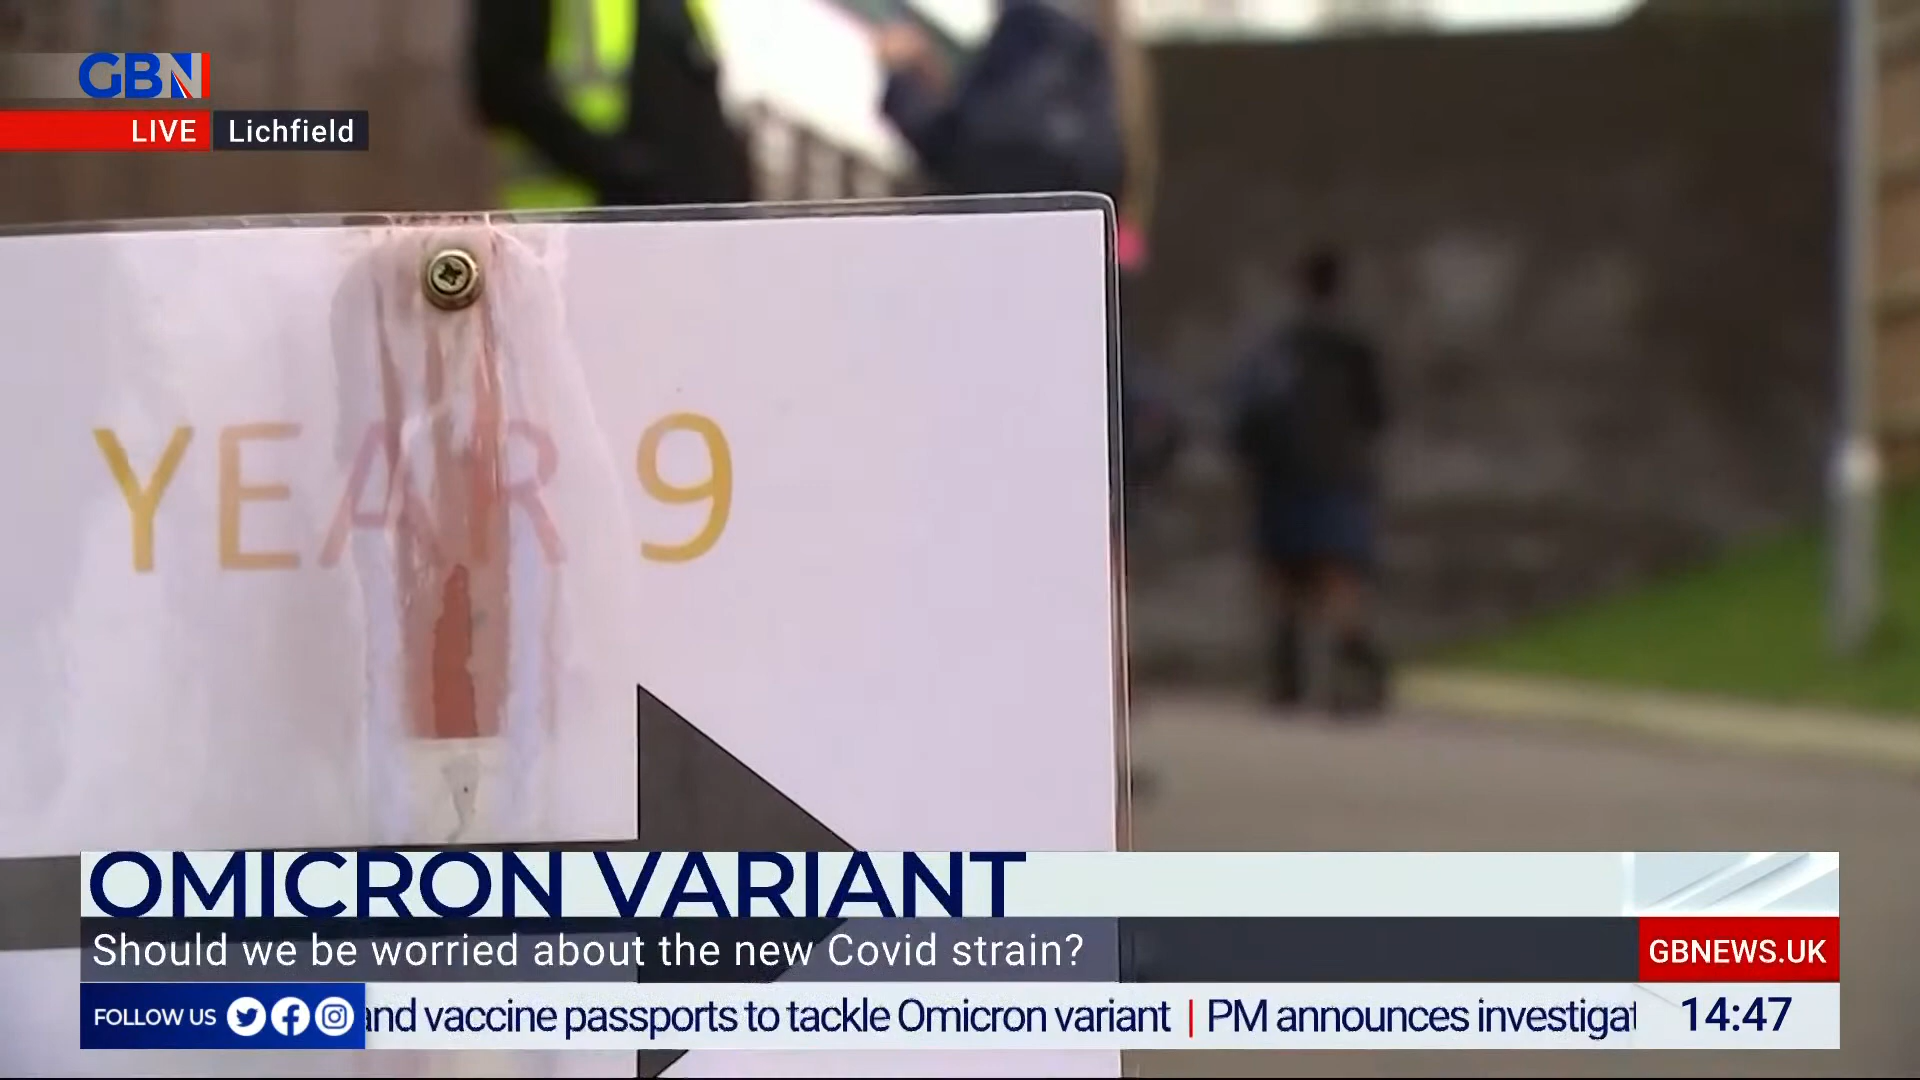 GBN
LIVE Lichfield
YEAR 9
OMICRON VARIANT
Should we be worried about the new Covid strain?
GBNEWS.UK
FOLLOW US and vaccine passports to tackle Omicron variant | PM announces investigat 14:47